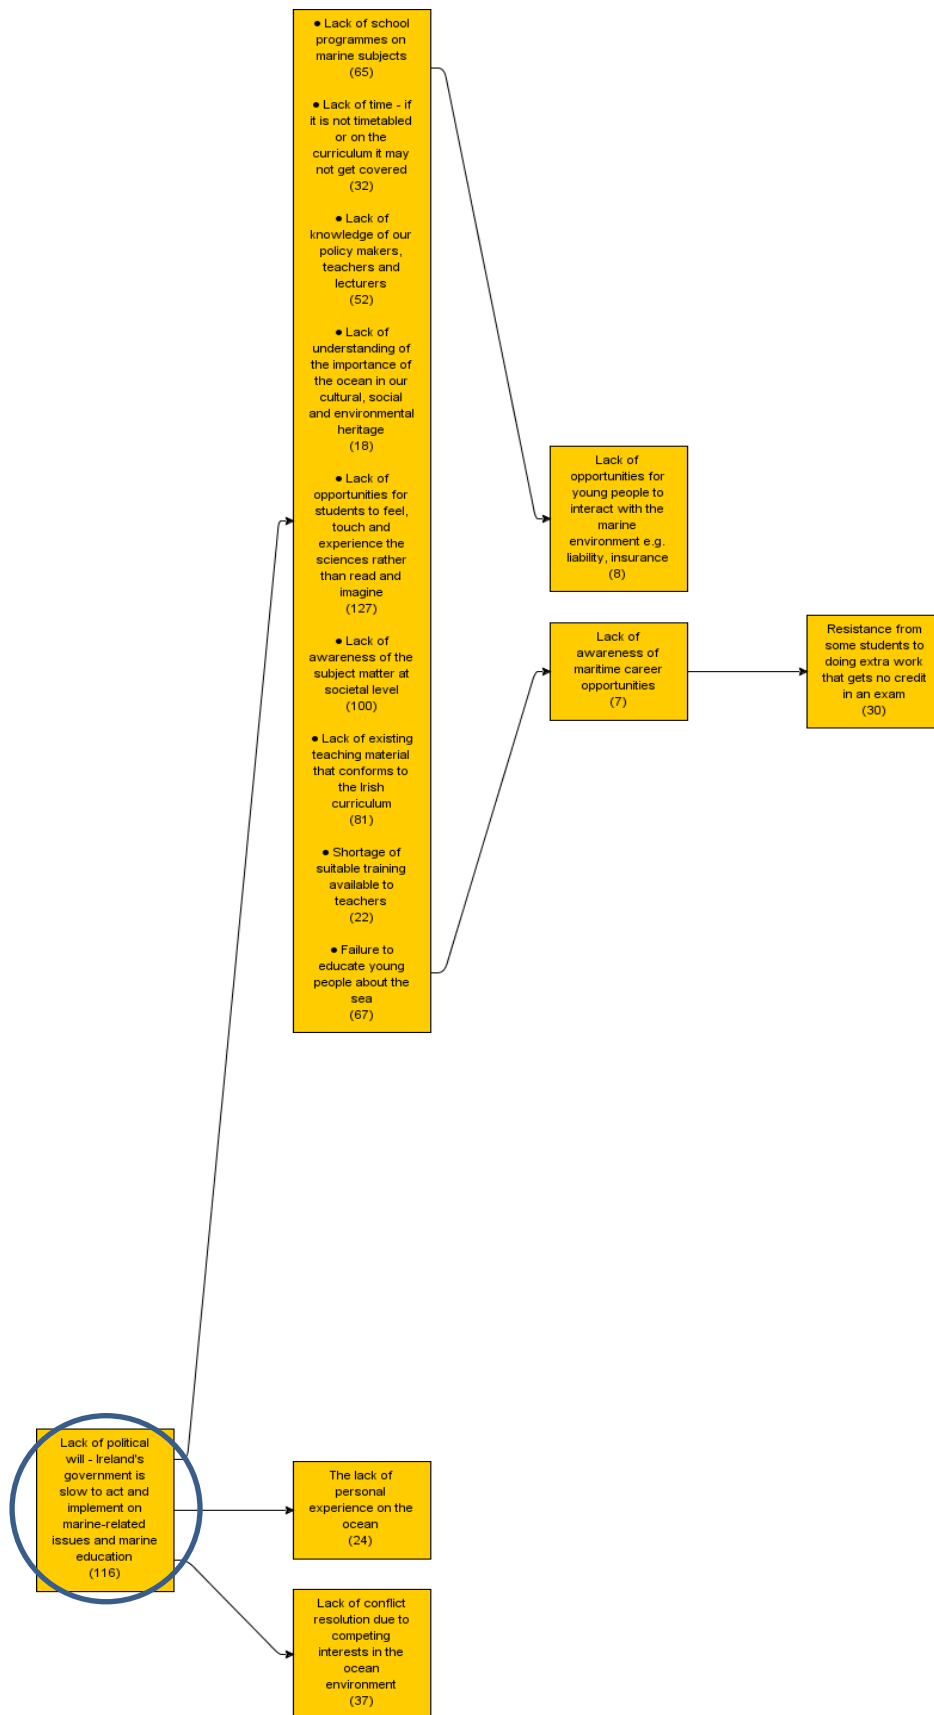 ● Lack of school
programmes on
marine subjects
(65)
● Lack of time - if
it is not timetabled
or on the
curriculum it may
not get covered
(32)
● Lack of
knowledge of our
policy makers,
teachers and
lecturers
(52)
● Lack of
understanding of
the importance of
the ocean in our
cultural, social
and environmental
heritage
(18)
● Lack of
opportunities for
students to feel,
touch and
experience the
sciences rather
than read and
imagine
(127)
● Lack of
awareness of the
subject matter at
societal level
(100)
● Lack of existing
teaching material
that conforms to
the Irish
curriculum
(81)
● Shortage of
suitable training
available to
teachers
(22)
● Failure to
educate young
people about the
sea
(67)
Lack of
opportunities for
young people to
interact with the
marine
environment e.g.
liability, insurance
(8)
Lack of
awareness of
maritime career
opportunities
(7)
Resistance from
some students to
doing extra work
that gets no credit
in an exam
(30)
Lack of political
will - Ireland's
government is
slow to act and
implement on
marine-related
issues and marine
education
(116)
The lack of
personal
experience on the
ocean
(24)
Lack of conflict
resolution due to
competing
interests in the
ocean
environment
(37)